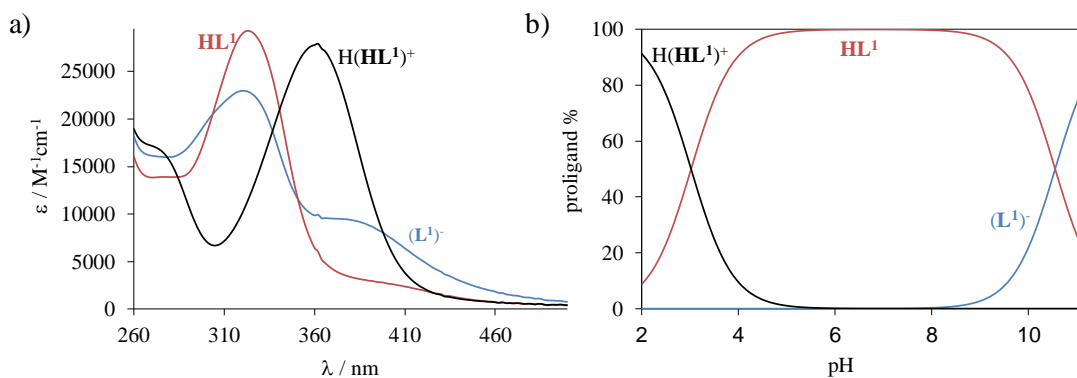 a)
HL¹
H(HL¹)⁺
(L¹)⁻
25000
20000
15000
10000
5000
0
ε / M⁻¹cm⁻¹
260 310 360 410 460
λ / nm
b)
H(HL¹)⁺
HL¹
(L¹)⁻
100
80
60
40
20
0
proligand %
2 4 6 8 10
pH